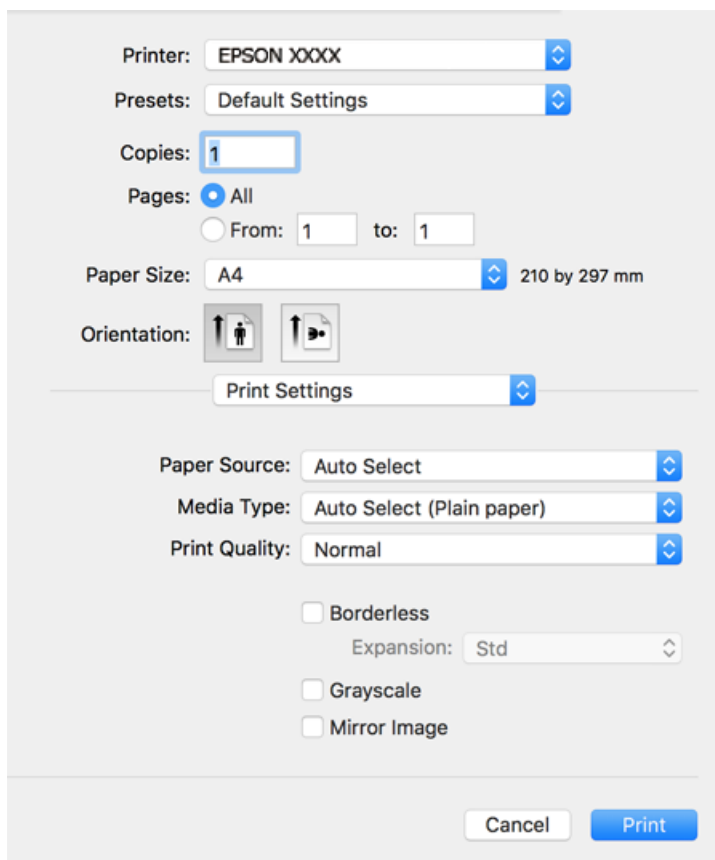 Printer: EPSON XXXX
Presets: Default Settings
Copies: 1
Pages: All
From: 1 to: 1
Paper Size: A4 210 by 297 mm
Orientation:
Print Settings
Paper Source: Auto Select
Media Type: Auto Select (Plain paper)
Print Quality: Normal
Borderless
Expansion: Std
Grayscale
Mirror Image
Cancel Print